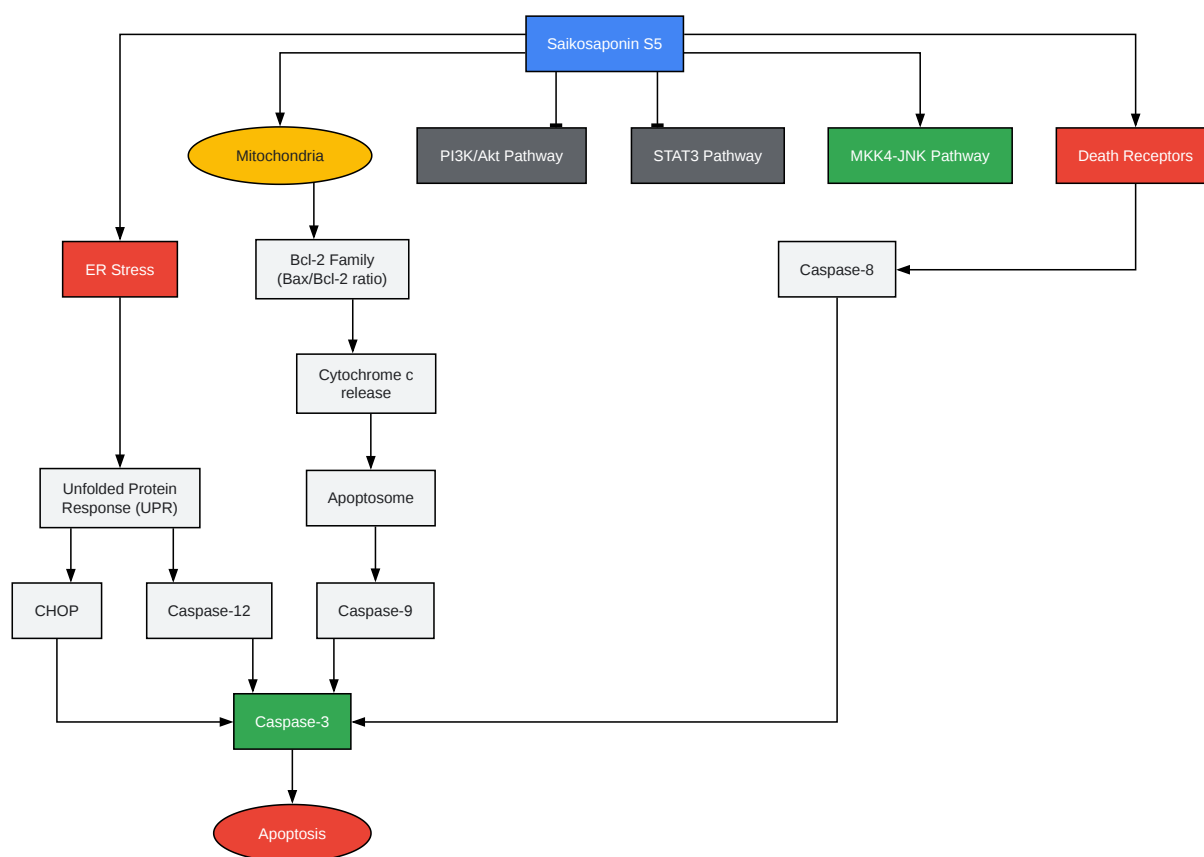 Saikosaponin S5
Mitochondria
PI3K/Akt Pathway
STAT3 Pathway
MKK4-JNK Pathway
Death Receptors
ER Stress
Bcl-2 Family
(Bax/Bcl-2 ratio)
Caspase-8
Cytochrome c
release
Unfolded Protein
Response (UPR)
Apoptosome
CHOP
Caspase-12
Caspase-9
Caspase-3
Apoptosis